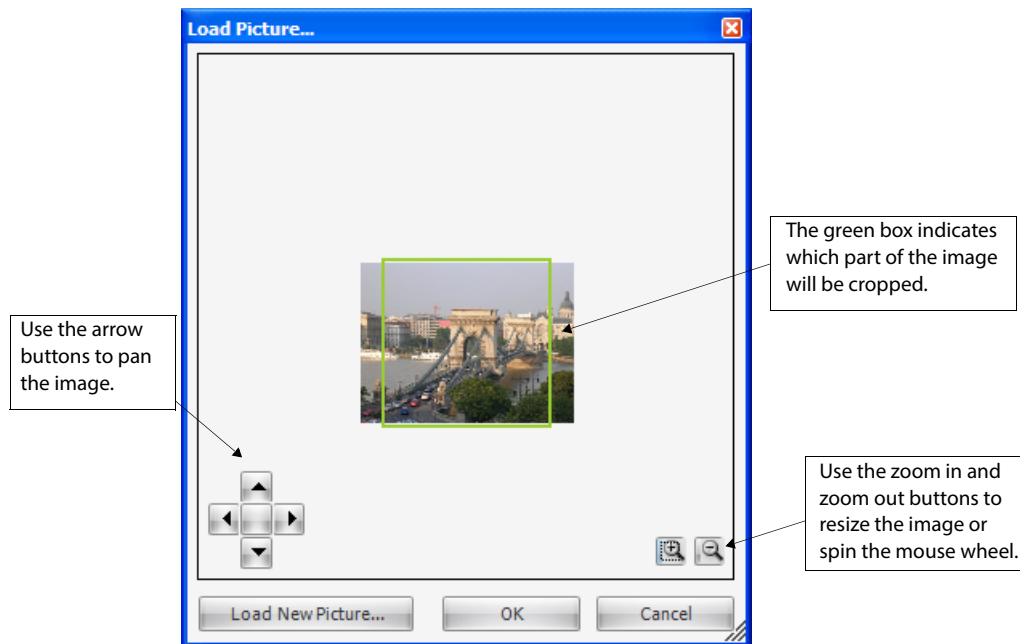 Load Picture...
The green box indicates
which part of the image
will be cropped.
Use the arrow
buttons to pan
the image.
Use the zoom in and
zoom out buttons to
resize the image or
spin the mouse wheel.
Load New Picture...
OK
Cancel